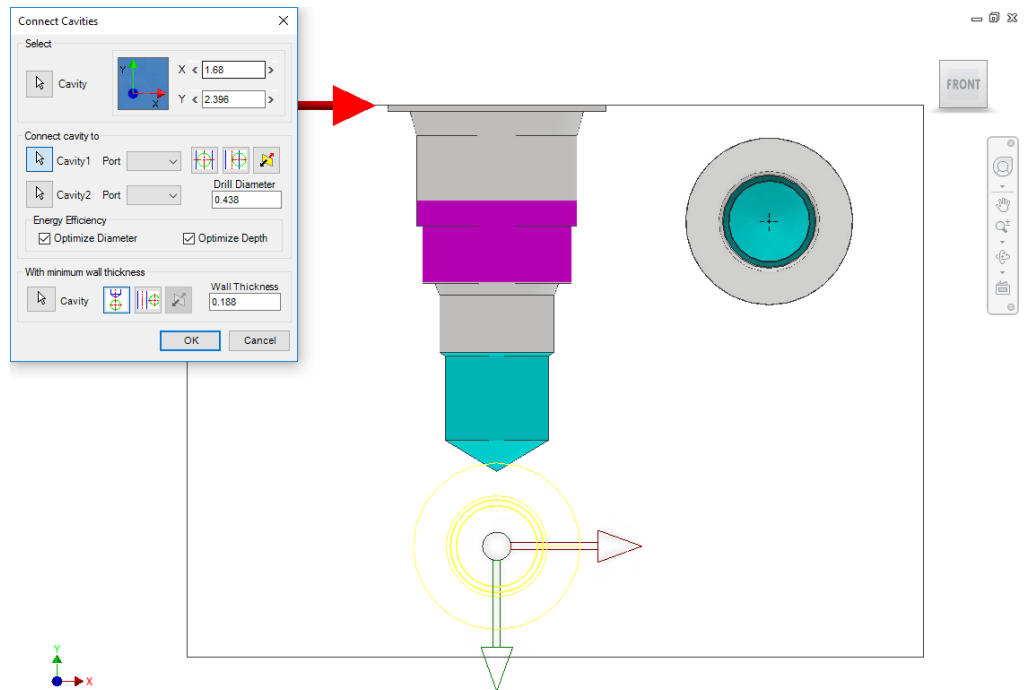 Connect Cavities
Select
Cavity
Y
X
X < 1.68 >
Y < 2.396 >
Connect cavity to
Cavity1 Port
Cavity2 Port
Drill Diameter
0.438
Energy Efficiency
Optimize Diameter
Optimize Depth
With minimum wall thickness
Cavity
Wall Thickness
0.188
OK
Cancel
FRONT
Y
X